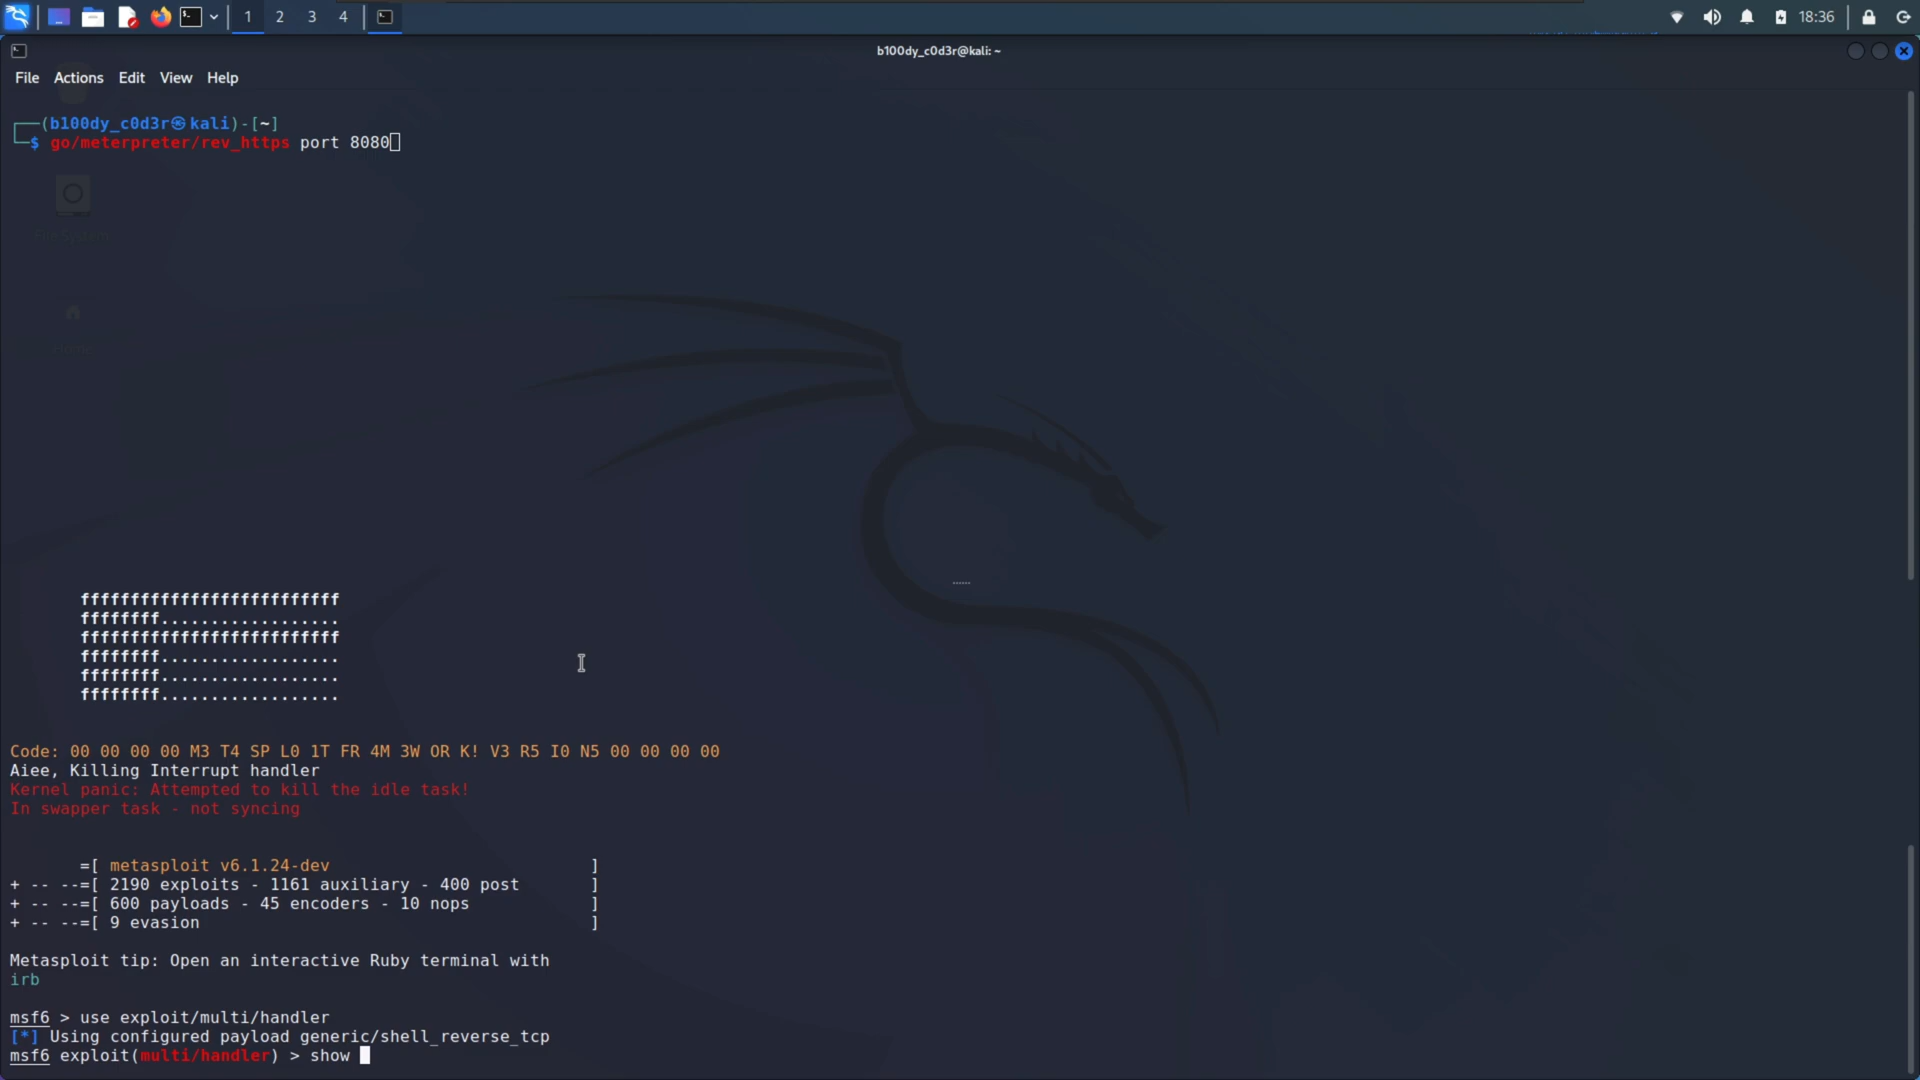 1 2 3 4 18:36
b100dy_c0d3r@kali: ~
File Actions Edit View Help
┌──(b100dy_c0d3r㉿kali)-[~]
└─$ go/meterpreter/rev_https port 8080
File System
Home
ffffffffffffffffffffffffff
ffffffff..................
ffffffffffffffffffffffffff
ffffffff..................
ffffffff..................
ffffffff..................
Code: 00 00 00 00 M3 T4 SP L0 1T FR 4M 3W OR K! V3 R5 I0 N5 00 00 00 00
Aiee, Killing Interrupt handler
Kernel panic: Attempted to kill the idle task!
In swapper task - not syncing
=[ metasploit v6.1.24-dev ]
+ -- --=[ 2190 exploits - 1161 auxiliary - 400 post ]
+ -- --=[ 600 payloads - 45 encoders - 10 nops ]
+ -- --=[ 9 evasion ]
Metasploit tip: Open an interactive Ruby terminal with
irb
msf6 > use exploit/multi/handler
[*] Using configured payload generic/shell_reverse_tcp
msf6 exploit(multi/handler) > show